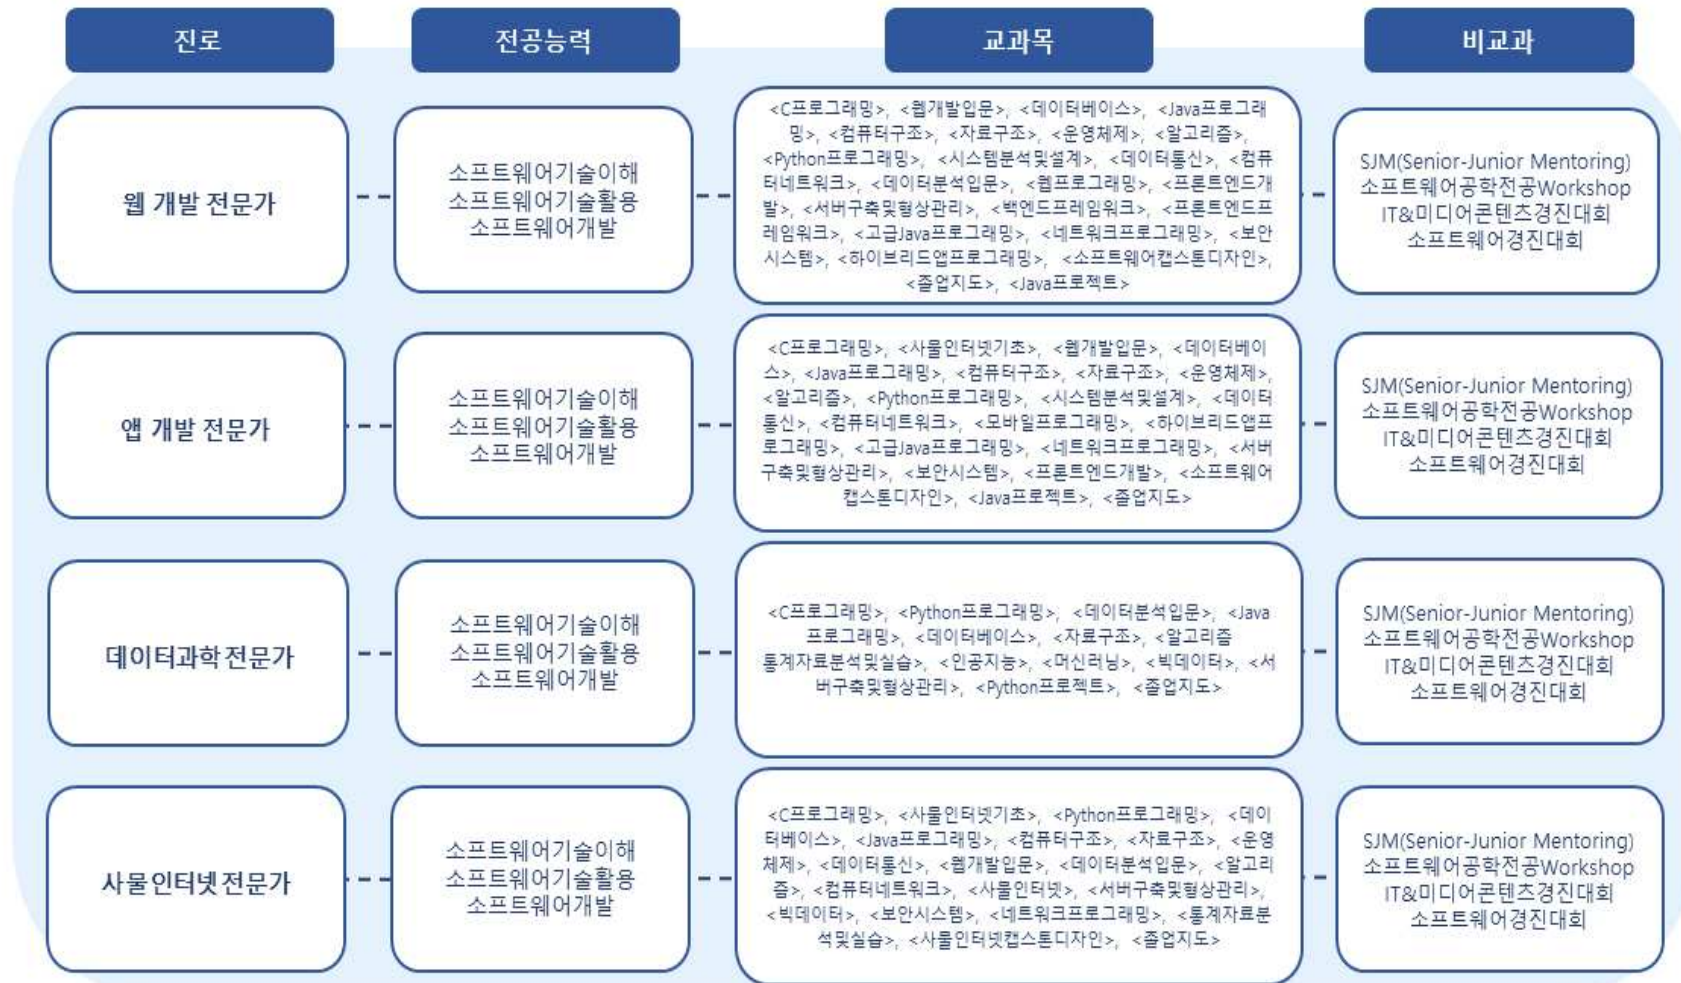 진로
전공능력
교과목
비교과
웹 개발 전문가
소프트웨어기술이해
소프트웨어기술활용
소프트웨어개발
<C프로그래밍>, <웹개발입문>, <데이터베이스>, <Java프로그래
밍>, <컴퓨터구조>, <자료구조>, <운영체제>, <알고리즘>,
<Python프로그래밍>, <시스템분석및설계>, <데이터통신>, <컴퓨
터네트워크>, <데이터분석입문>, <웹프로그래밍>, <프론트엔드개
발>, <서버구축및형상관리>, <백엔드프레임워크>, <프론트엔드프
레임워크>, <고급Java프로그래밍>, <네트워크프로그래밍>, <보안
시스템>, <하이브리드앱프로그래밍>, <소프트웨어캡스톤디자인>,
<졸업지도>, <Java프로젝트>
SJM(Senior-Junior Mentoring)
소프트웨어공학전공Workshop
IT&미디어콘텐츠경진대회
소프트웨어경진대회
앱 개발 전문가
소프트웨어기술이해
소프트웨어기술활용
소프트웨어개발
<C프로그래밍>, <사물인터넷기초>, <웹개발입문>, <데이터베이
스>, <Java프로그래밍>, <컴퓨터구조>, <자료구조>, <운영체제>,
<알고리즘>, <Python프로그래밍>, <시스템분석및설계>, <데이터
통신>, <컴퓨터네트워크>, <모바일프로그래밍>, <하이브리드앱프
로그래밍>, <고급Java프로그래밍>, <네트워크프로그래밍>, <서버
구축및형상관리>, <보안시스템>, <프론트엔드개발>, <소프트웨어
캡스톤디자인>, <Java프로젝트>, <졸업지도>
SJM(Senior-Junior Mentoring)
소프트웨어공학전공Workshop
IT&미디어콘텐츠경진대회
소프트웨어경진대회
데이터과학 전문가
소프트웨어기술이해
소프트웨어기술활용
소프트웨어개발
<C프로그래밍>, <Python프로그래밍>, <데이터분석입문>, <Java
프로그래밍>, <데이터베이스>, <자료구조>, <알고리즘
통계자료분석및실습>, <인공지능>, <머신러닝>, <빅데이터>, <서
버구축및형상관리>, <Python프로젝트>, <졸업지도>
SJM(Senior-Junior Mentoring)
소프트웨어공학전공Workshop
IT&미디어콘텐츠경진대회
소프트웨어경진대회
사물인터넷 전문가
소프트웨어기술이해
소프트웨어기술활용
소프트웨어개발
<C프로그래밍>, <사물인터넷기초>, <Python프로그래밍>, <데이
터베이스>, <Java프로그래밍>, <컴퓨터구조>, <자료구조>, <운영
체제>, <데이터통신>, <웹개발입문>, <데이터분석입문>, <알고리
즘>, <컴퓨터네트워크>, <사물인터넷>, <서버구축및형상관리>,
<빅데이터>, <보안시스템>, <네트워크프로그래밍>, <통계자료분
석및실습>, <사물인터넷캡스톤디자인>, <졸업지도>
SJM(Senior-Junior Mentoring)
소프트웨어공학전공Workshop
IT&미디어콘텐츠경진대회
소프트웨어경진대회